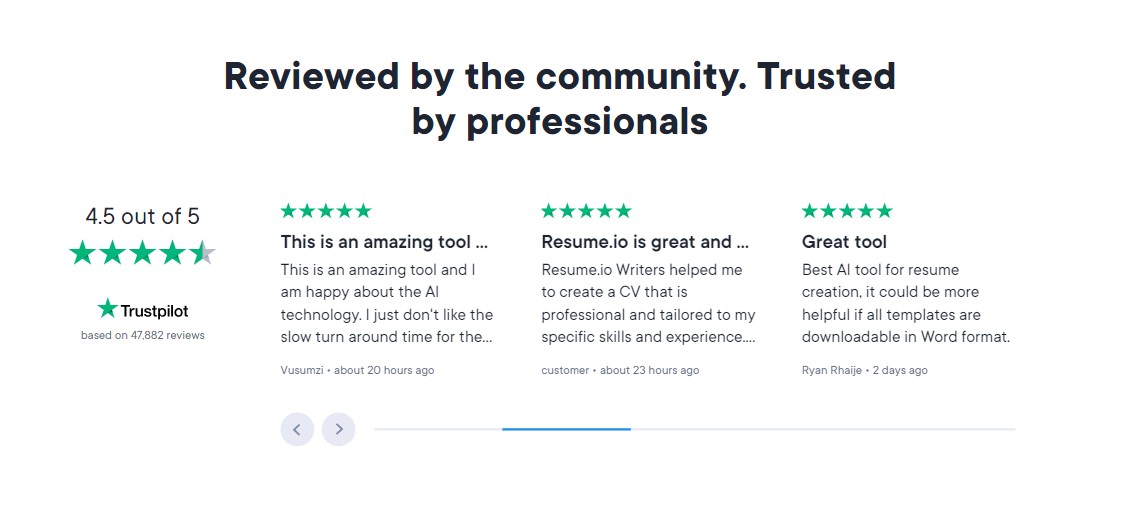 Reviewed by the community. Trusted
by professionals
4.5 out of 5
Trustpilot
based on 47,882 reviews
This is an amazing tool ...
This is an amazing tool and I
am happy about the AI
technology. I just don't like the
slow turn around time for the...
Vusumzi • about 20 hours ago
Resume.io is great and ...
Resume.io Writers helped me
to create a CV that is
professional and tailored to my
specific skills and experience....
customer • about 23 hours ago
Great tool
Best AI tool for resume
creation, it could be more
helpful if all templates are
downloadable in Word format.
Ryan Rhaije • 2 days ago